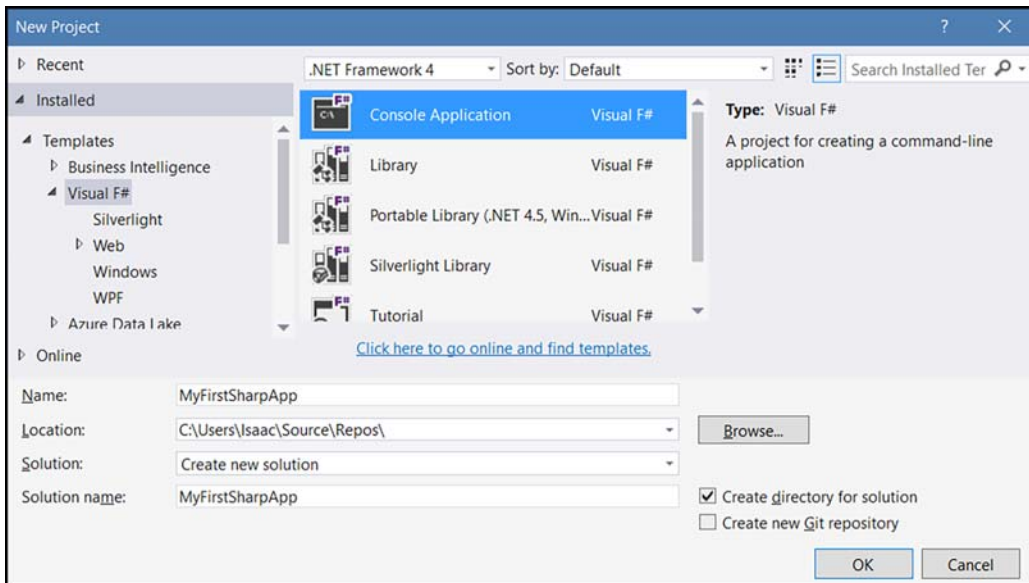 New Project
Recent
.NET Framework 4
Sort by: Default
Search Installed Ter
Installed
Templates
Business Intelligence
Visual F#
Silverlight
Web
Windows
WPF
Azure Data Lake
Online
Console Application Visual F#
Library Visual F#
Portable Library (.NET 4.5, Win... Visual F#
Silverlight Library Visual F#
Tutorial Visual F#
Click here to go online and find templates.
Type: Visual F#
A project for creating a command-line
application
Name: MyFirstSharpApp
Location: C:\Users\Isaac\Source\Repos\
Browse...
Solution: Create new solution
Solution name: MyFirstSharpApp
Create directory for solution
Create new Git repository
OK
Cancel